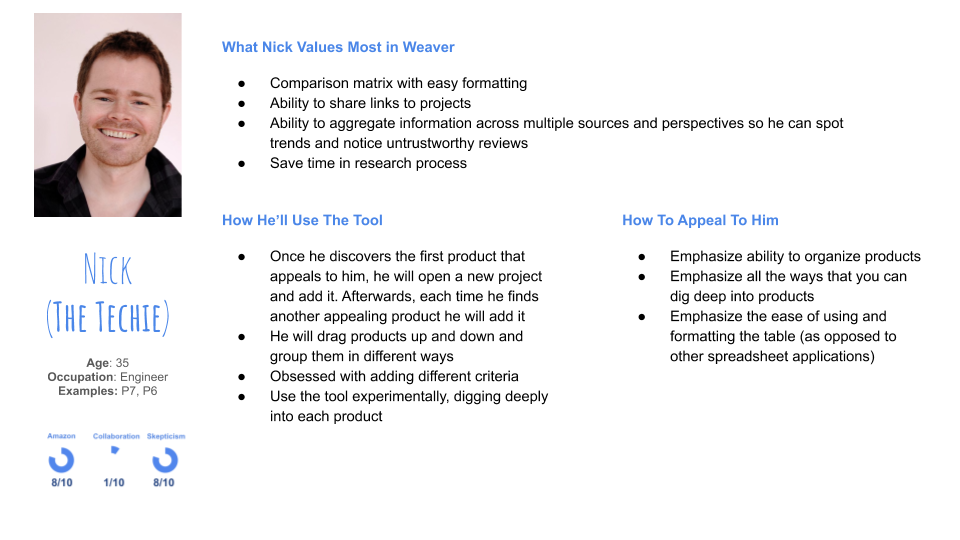 What Nick Values Most in Weaver
● Comparison matrix with easy formatting
● Ability to share links to projects
● Ability to aggregate information across multiple sources and perspectives so he can spot
trends and notice untrustworthy reviews
● Save time in research process
Nick
(The Techie)
Age: 35
Occupation: Engineer
Examples: P7, P6
Amazon Collaboration Skepticism
8/10 1/10 8/10
How He’ll Use The Tool
● Once he discovers the first product that
appeals to him, he will open a new project
and add it. Afterwards, each time he finds
another appealing product he will add it
● He will drag products up and down and
group them in different ways
● Obsessed with adding different criteria
● Use the tool experimentally, digging deeply
into each product
How To Appeal To Him
● Emphasize ability to organize products
● Emphasize all the ways that you can
dig deep into products
● Emphasize the ease of using and
formatting the table (as opposed to
other spreadsheet applications)